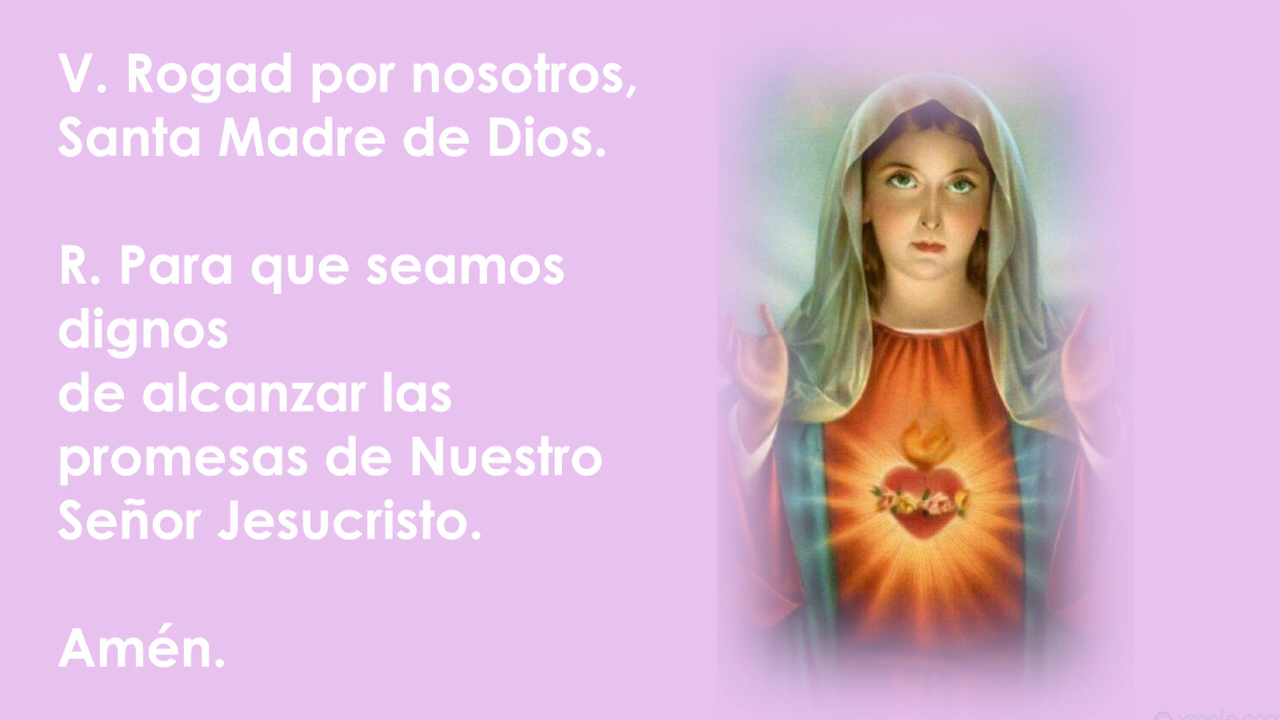 V. Rogad por nosotros,
Santa Madre de Dios.
R. Para que seamos
dignos
de alcanzar las
promesas de Nuestro
Señor Jesucristo.
Amén.